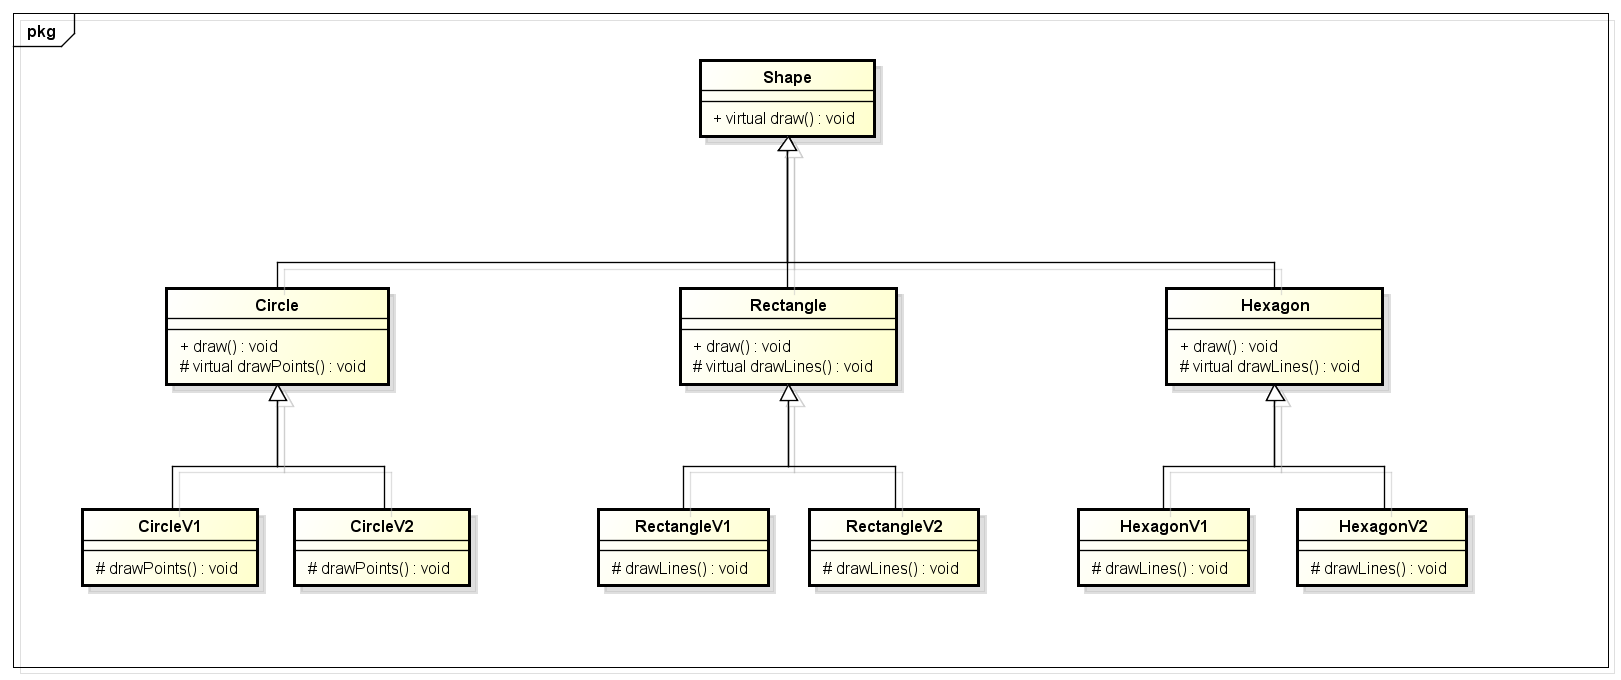 pkg
Shape
+ virtual draw() : void
Circle
+ draw() : void
# virtual drawPoints() : void
Rectangle
+ draw() : void
# virtual drawLines() : void
Hexagon
+ draw() : void
# virtual drawLines() : void
CircleV1
# drawPoints() : void
CircleV2
# drawPoints() : void
RectangleV1
# drawLines() : void
RectangleV2
# drawLines() : void
HexagonV1
# drawLines() : void
HexagonV2
# drawLines() : void